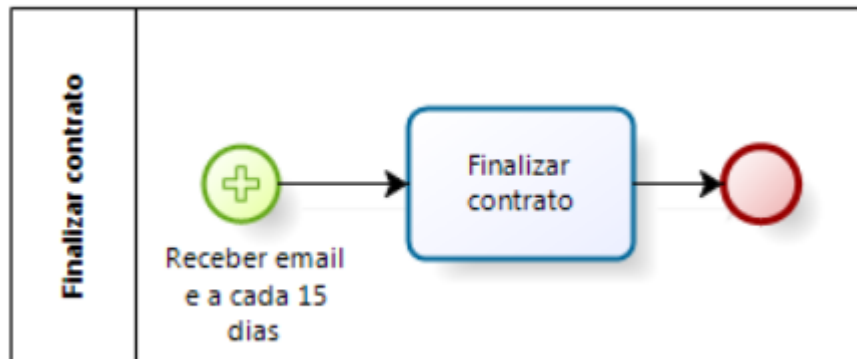 Finalizar contrato
Receber email
e a cada 15
dias
Finalizar
contrato